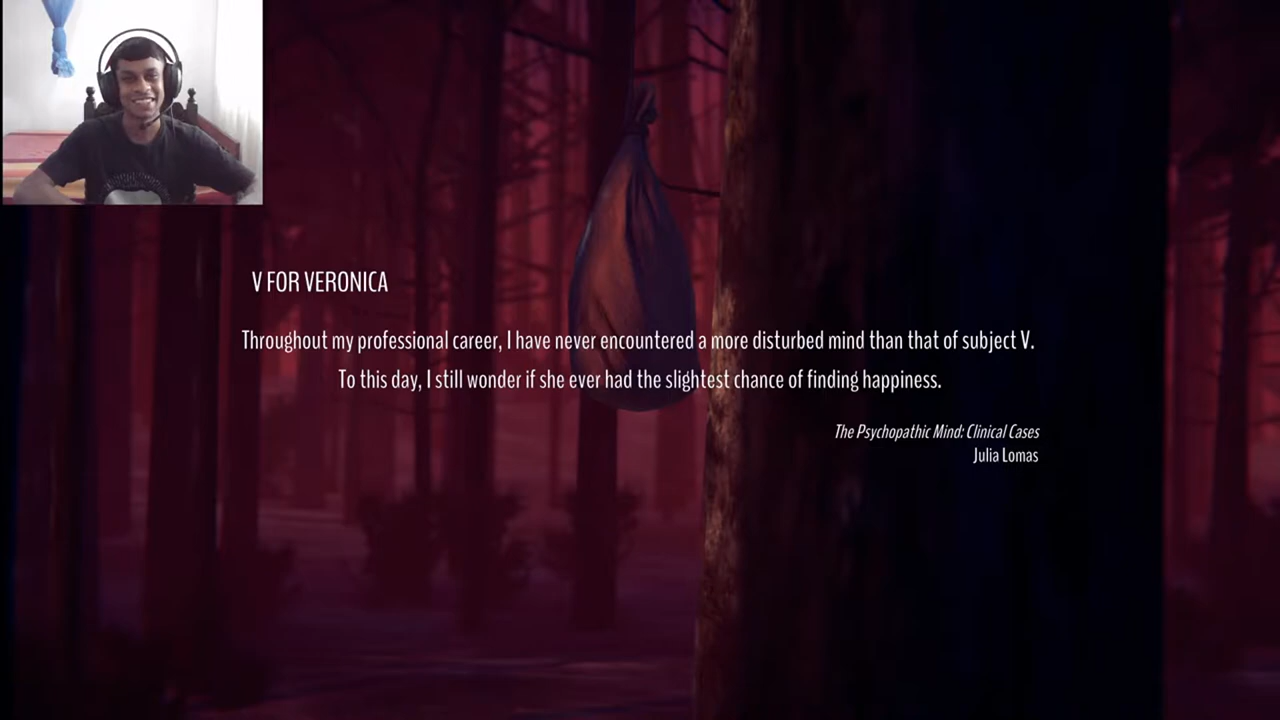 V FOR VERONICA
Throughout my professional career, I have never encountered a more disturbed mind than that of subject V.
To this day, I still wonder if she ever had the slightest chance of finding happiness.
The Psychopathic Mind: Clinical Cases
Julia Lomas